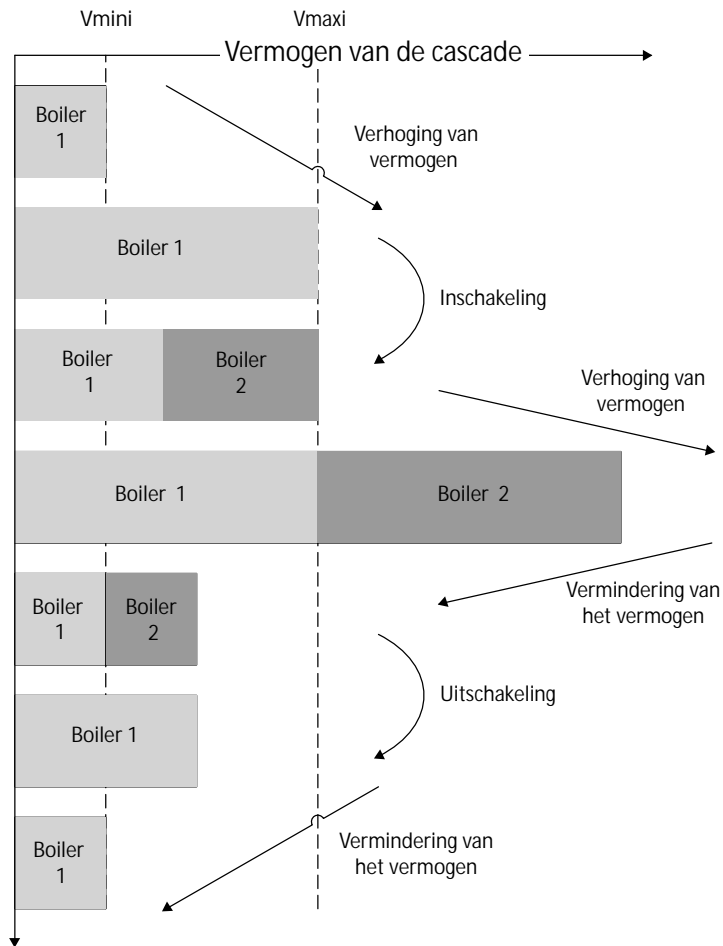 Vmini
Vmaxi
Vermogen van de cascade
Boiler
1
Verhoging van
vermogen
Boiler 1
Inschakeling
Boiler
1
Boiler
2
Verhoging van
vermogen
Boiler 1
Boiler 2
Boiler
1
Boiler
2
Vermindering van
het vermogen
Boiler 1
Uitschakeling
Boiler
1
Vermindering van
het vermogen